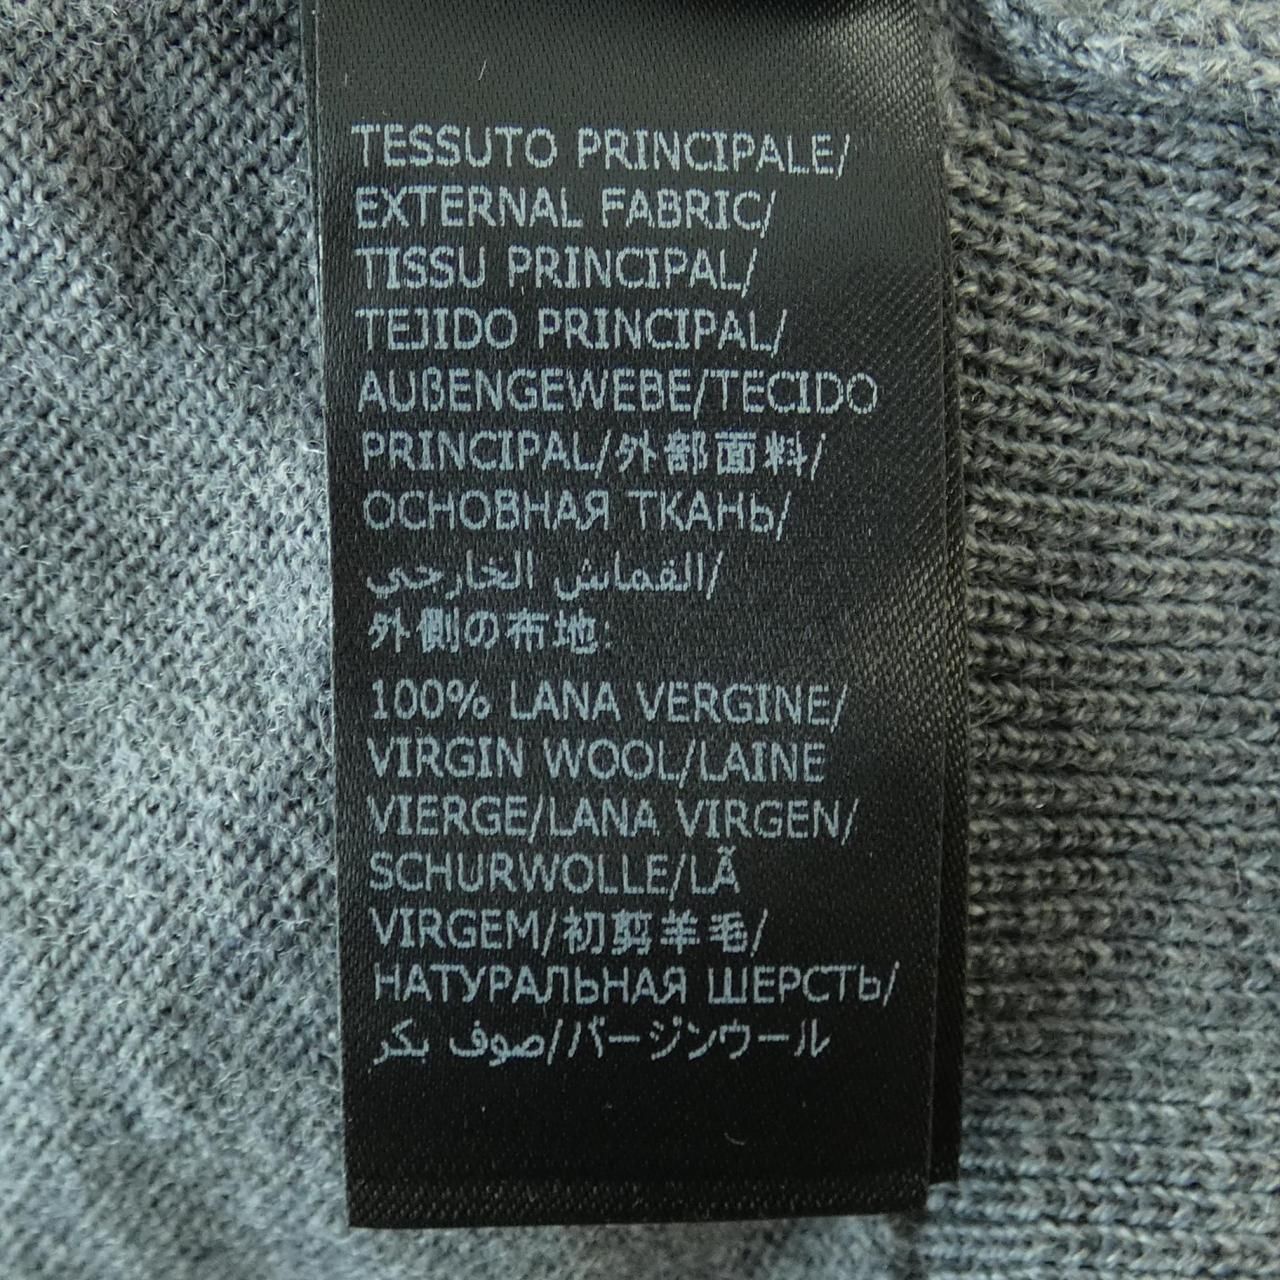 TESSUTO PRINCIPALE/
EXTERNAL FABRIC/
TISSU PRINCIPAL/
TEJIDO PRINCIPAL/
AUßENGEWEBE/TECIDO
PRINCIPAL/外部面料/
ОСНОВНАЯ ТКАНЬ/
القماش الخارجي/
外側の布地:
100% LANA VERGINE/
VIRGIN WOOL/LAINE
VIERGE/LANA VIRGEN/
SCHURWOLLE/LÃ
VIRGEM/初剪羊毛/
НАТУРАЛЬНАЯ ШЕРСТЬ/
صوف بكر//バージンウール